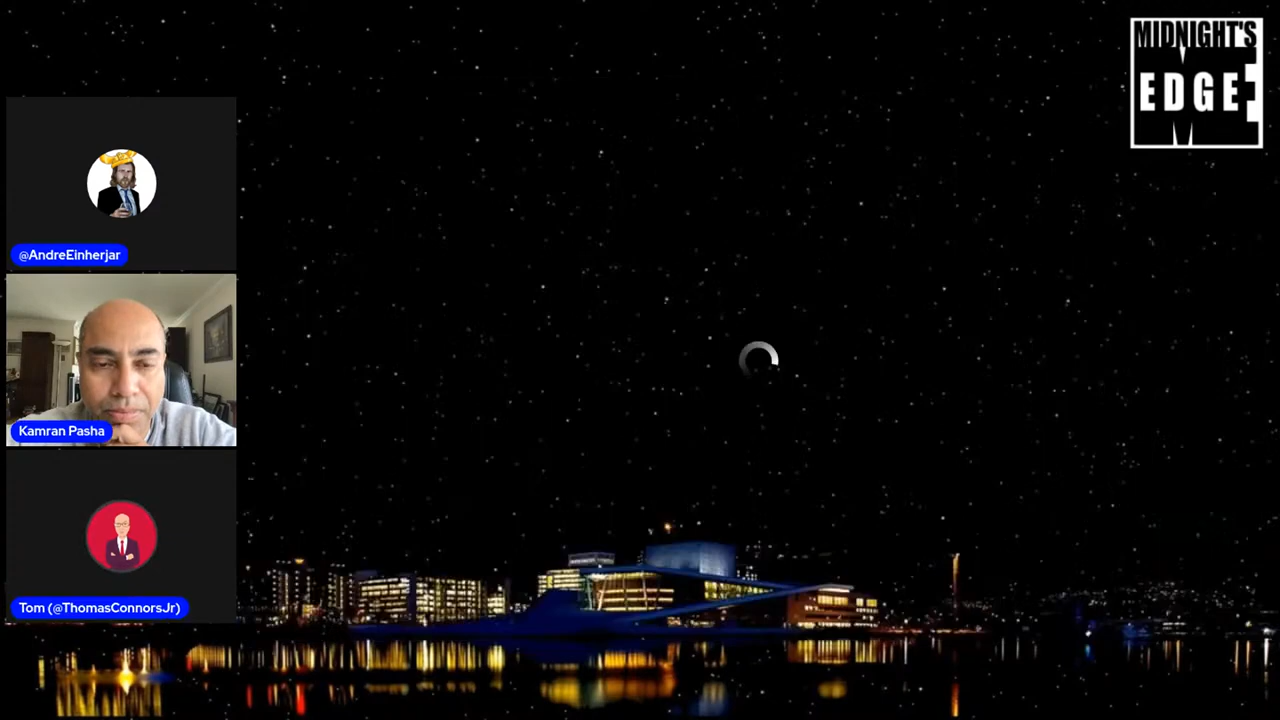 MIDNIGHT'S
EDGE
M E
@AndreEinherjar
Kamran Pasha
Tom (@ThomasConnorsJr)